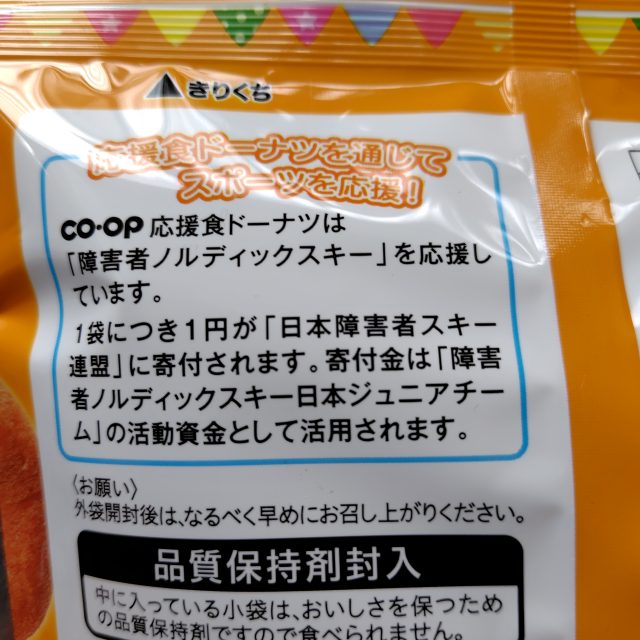 ▲きりくち
応援食ドーナツを通じて
スポーツを応援!
CO・OP 応援食ドーナツは
「障害者ノルディックスキー」を応援し
ています。
1袋につき1円が「日本障害者スキー
連盟」に寄付されます。寄付金は「障害
者ノルディックスキー日本ジュニアチー
ム」の活動資金として活用されます。
〈お願い〉
外袋開封後は、なるべく早めにお召し上がりください。
品質保持剤封入
中に入っている小袋は、おいしさを保つため
の品質保持剤ですので食べられません。